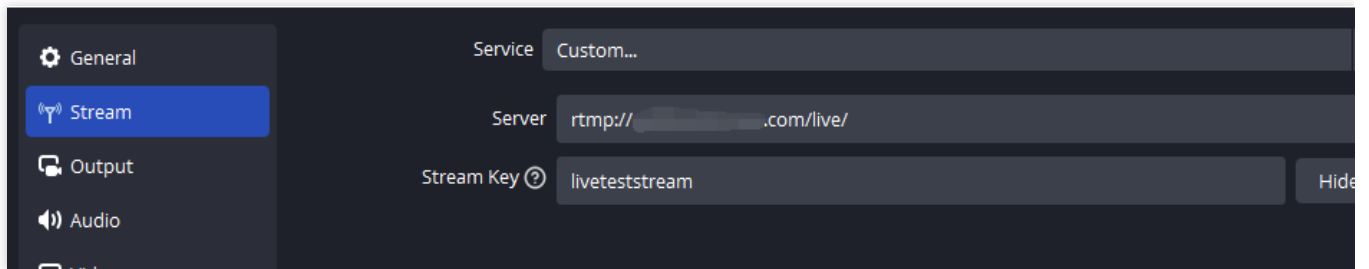 General
Stream
Output
Audio
Service Custom...
Server rtmp:// .com/live/
Stream Key liveteststream Hide